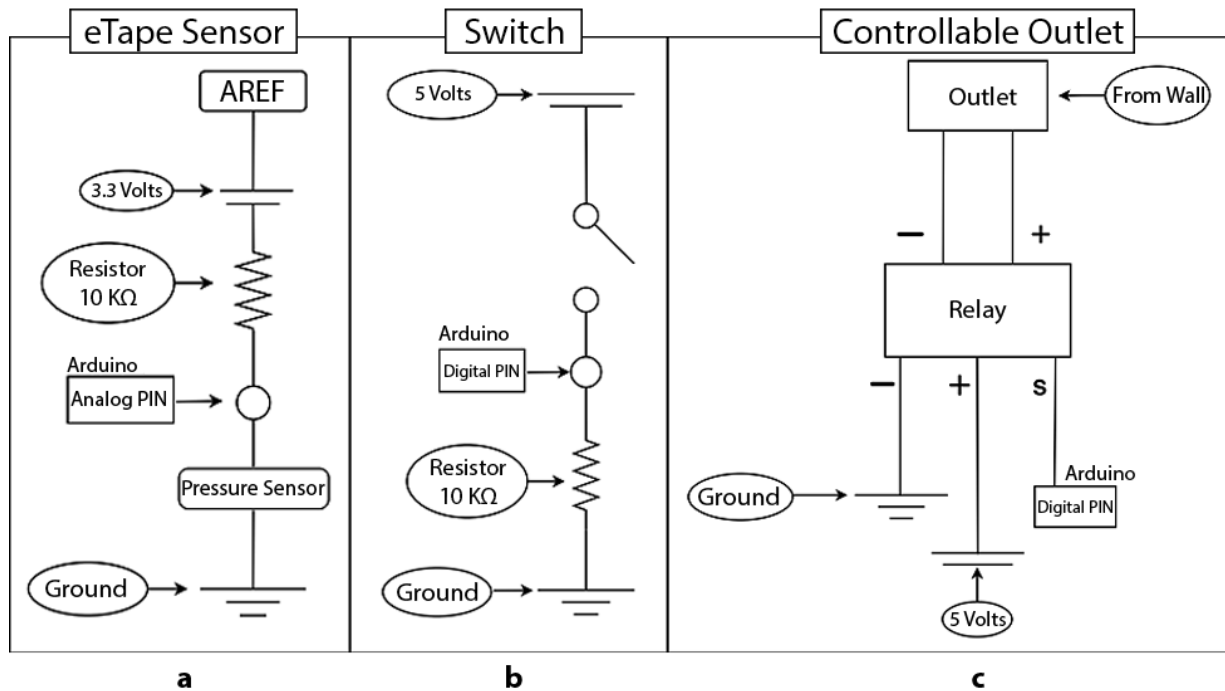 eTape Sensor
AREF
3.3 Volts
Resistor
10 KΩ
Arduino
Analog PIN
Pressure Sensor
Ground
a
Switch
5 Volts
Arduino
Digital PIN
Resistor
10 KΩ
Ground
b
Controllable Outlet
Outlet
From Wall
− +
Relay
− + s
Arduino
Digital PIN
Ground
5 Volts
c